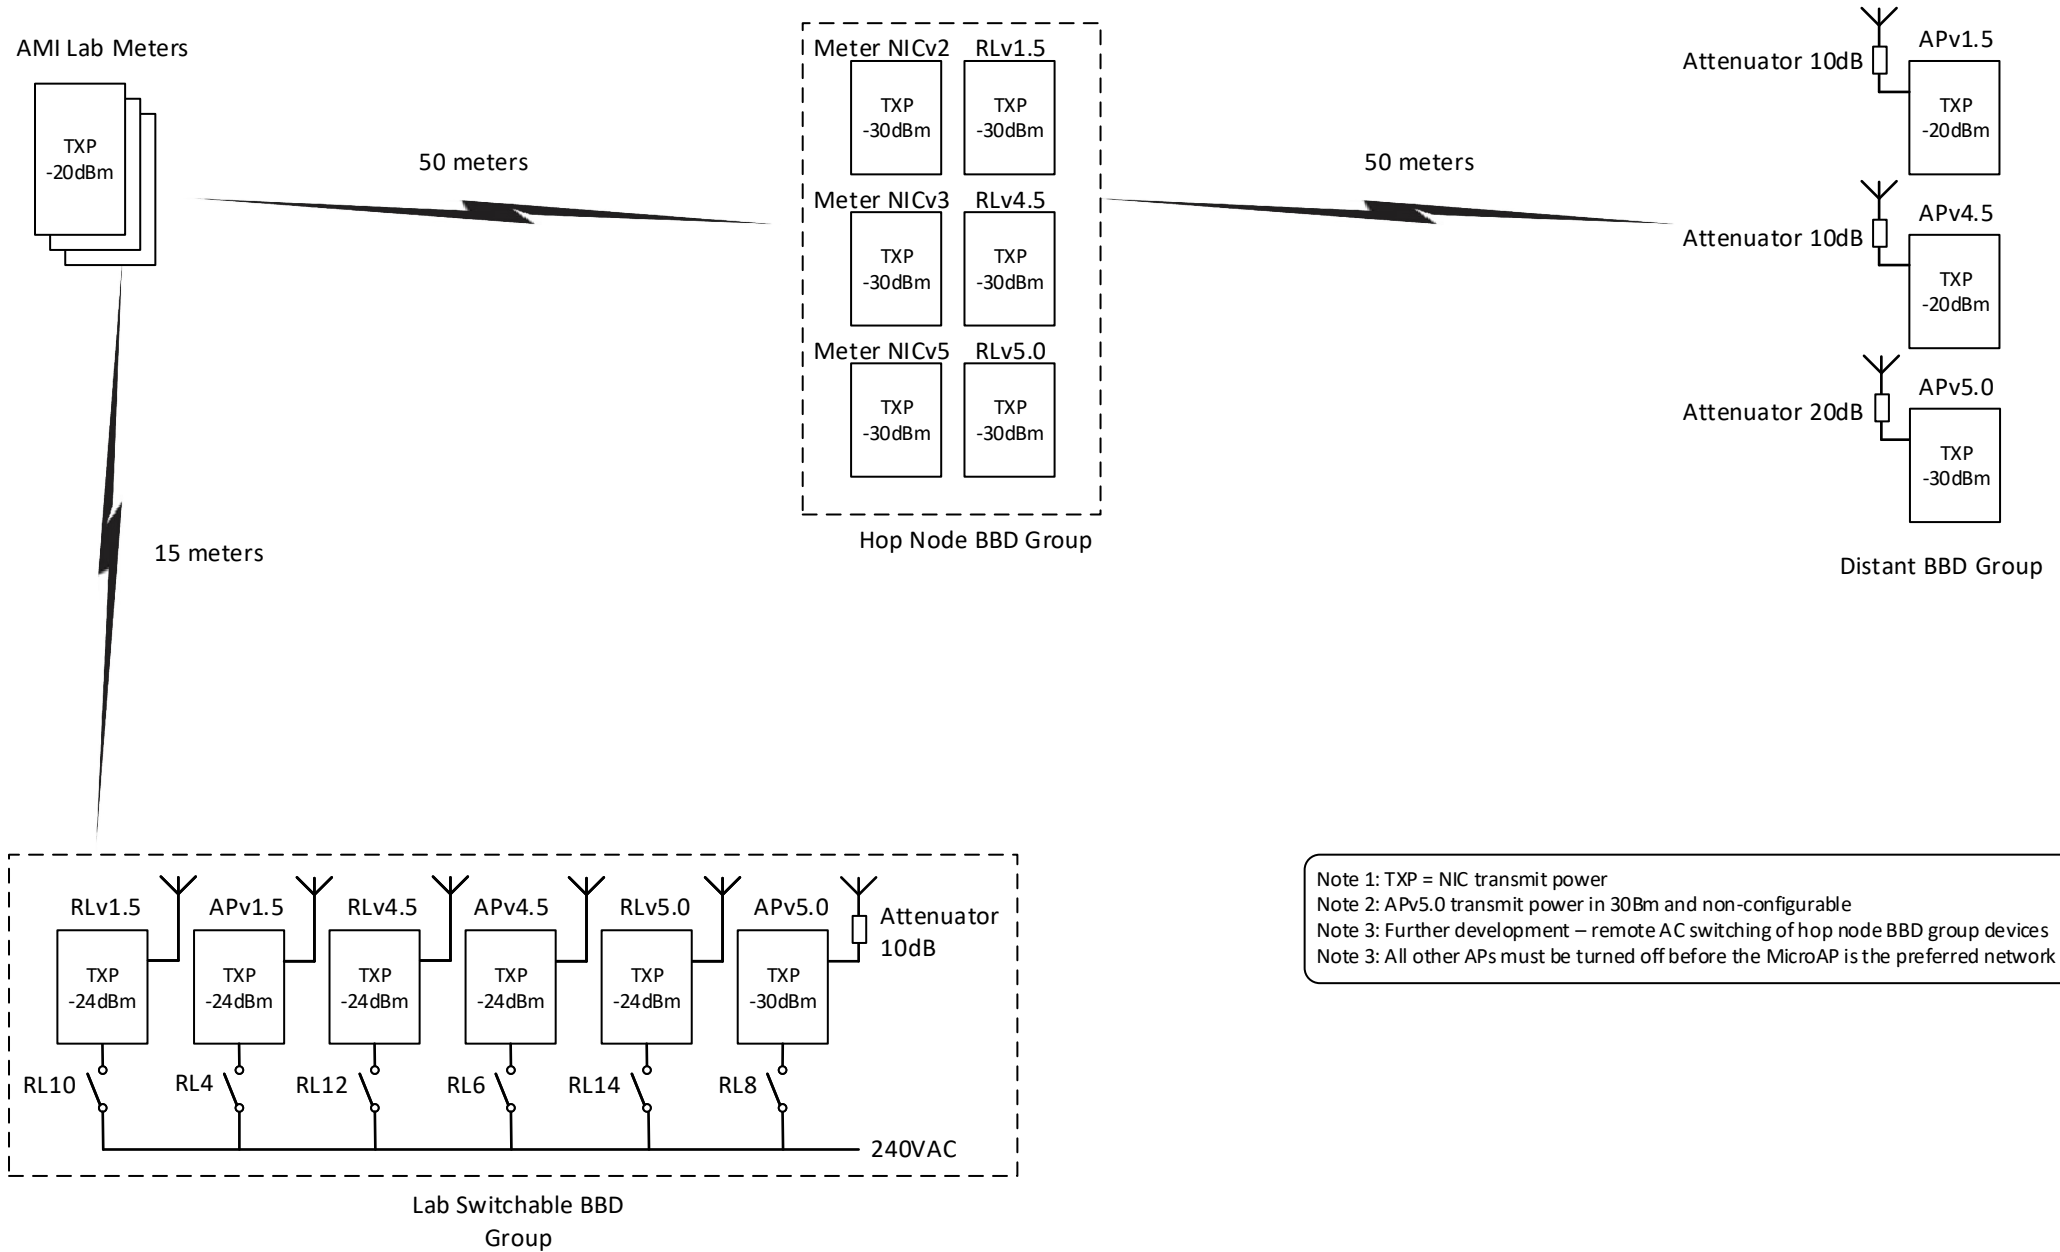 AMI Lab Meters
TXP
-20dBm
50 meters
15 meters
Meter NICv2
RLv1.5
TXP
-30dBm
TXP
-30dBm
Meter NICv3
RLv4.5
TXP
-30dBm
TXP
-30dBm
Meter NICv5
RLv5.0
TXP
-30dBm
TXP
-30dBm
Hop Node BBD Group
50 meters
Attenuator 10dB
APv1.5
TXP
-20dBm
Attenuator 10dB
APv4.5
TXP
-20dBm
Attenuator 20dB
APv5.0
TXP
-30dBm
Distant BBD Group
RLv1.5
TXP
-24dBm
RL10
APv1.5
TXP
-24dBm
RL4
RLv4.5
TXP
-24dBm
RL12
APv4.5
TXP
-24dBm
RL6
RLv5.0
TXP
-24dBm
RL14
APv5.0
TXP
-30dBm
RL8
Attenuator
10dB
240VAC
Lab Switchable BBD
Group
Note 1: TXP = NIC transmit power
Note 2: APv5.0 transmit power in 30Bm and non-configurable
Note 3: Further development – remote AC switching of hop node BBD group devices
Note 3: All other APs must be turned off before the MicroAP is the preferred network